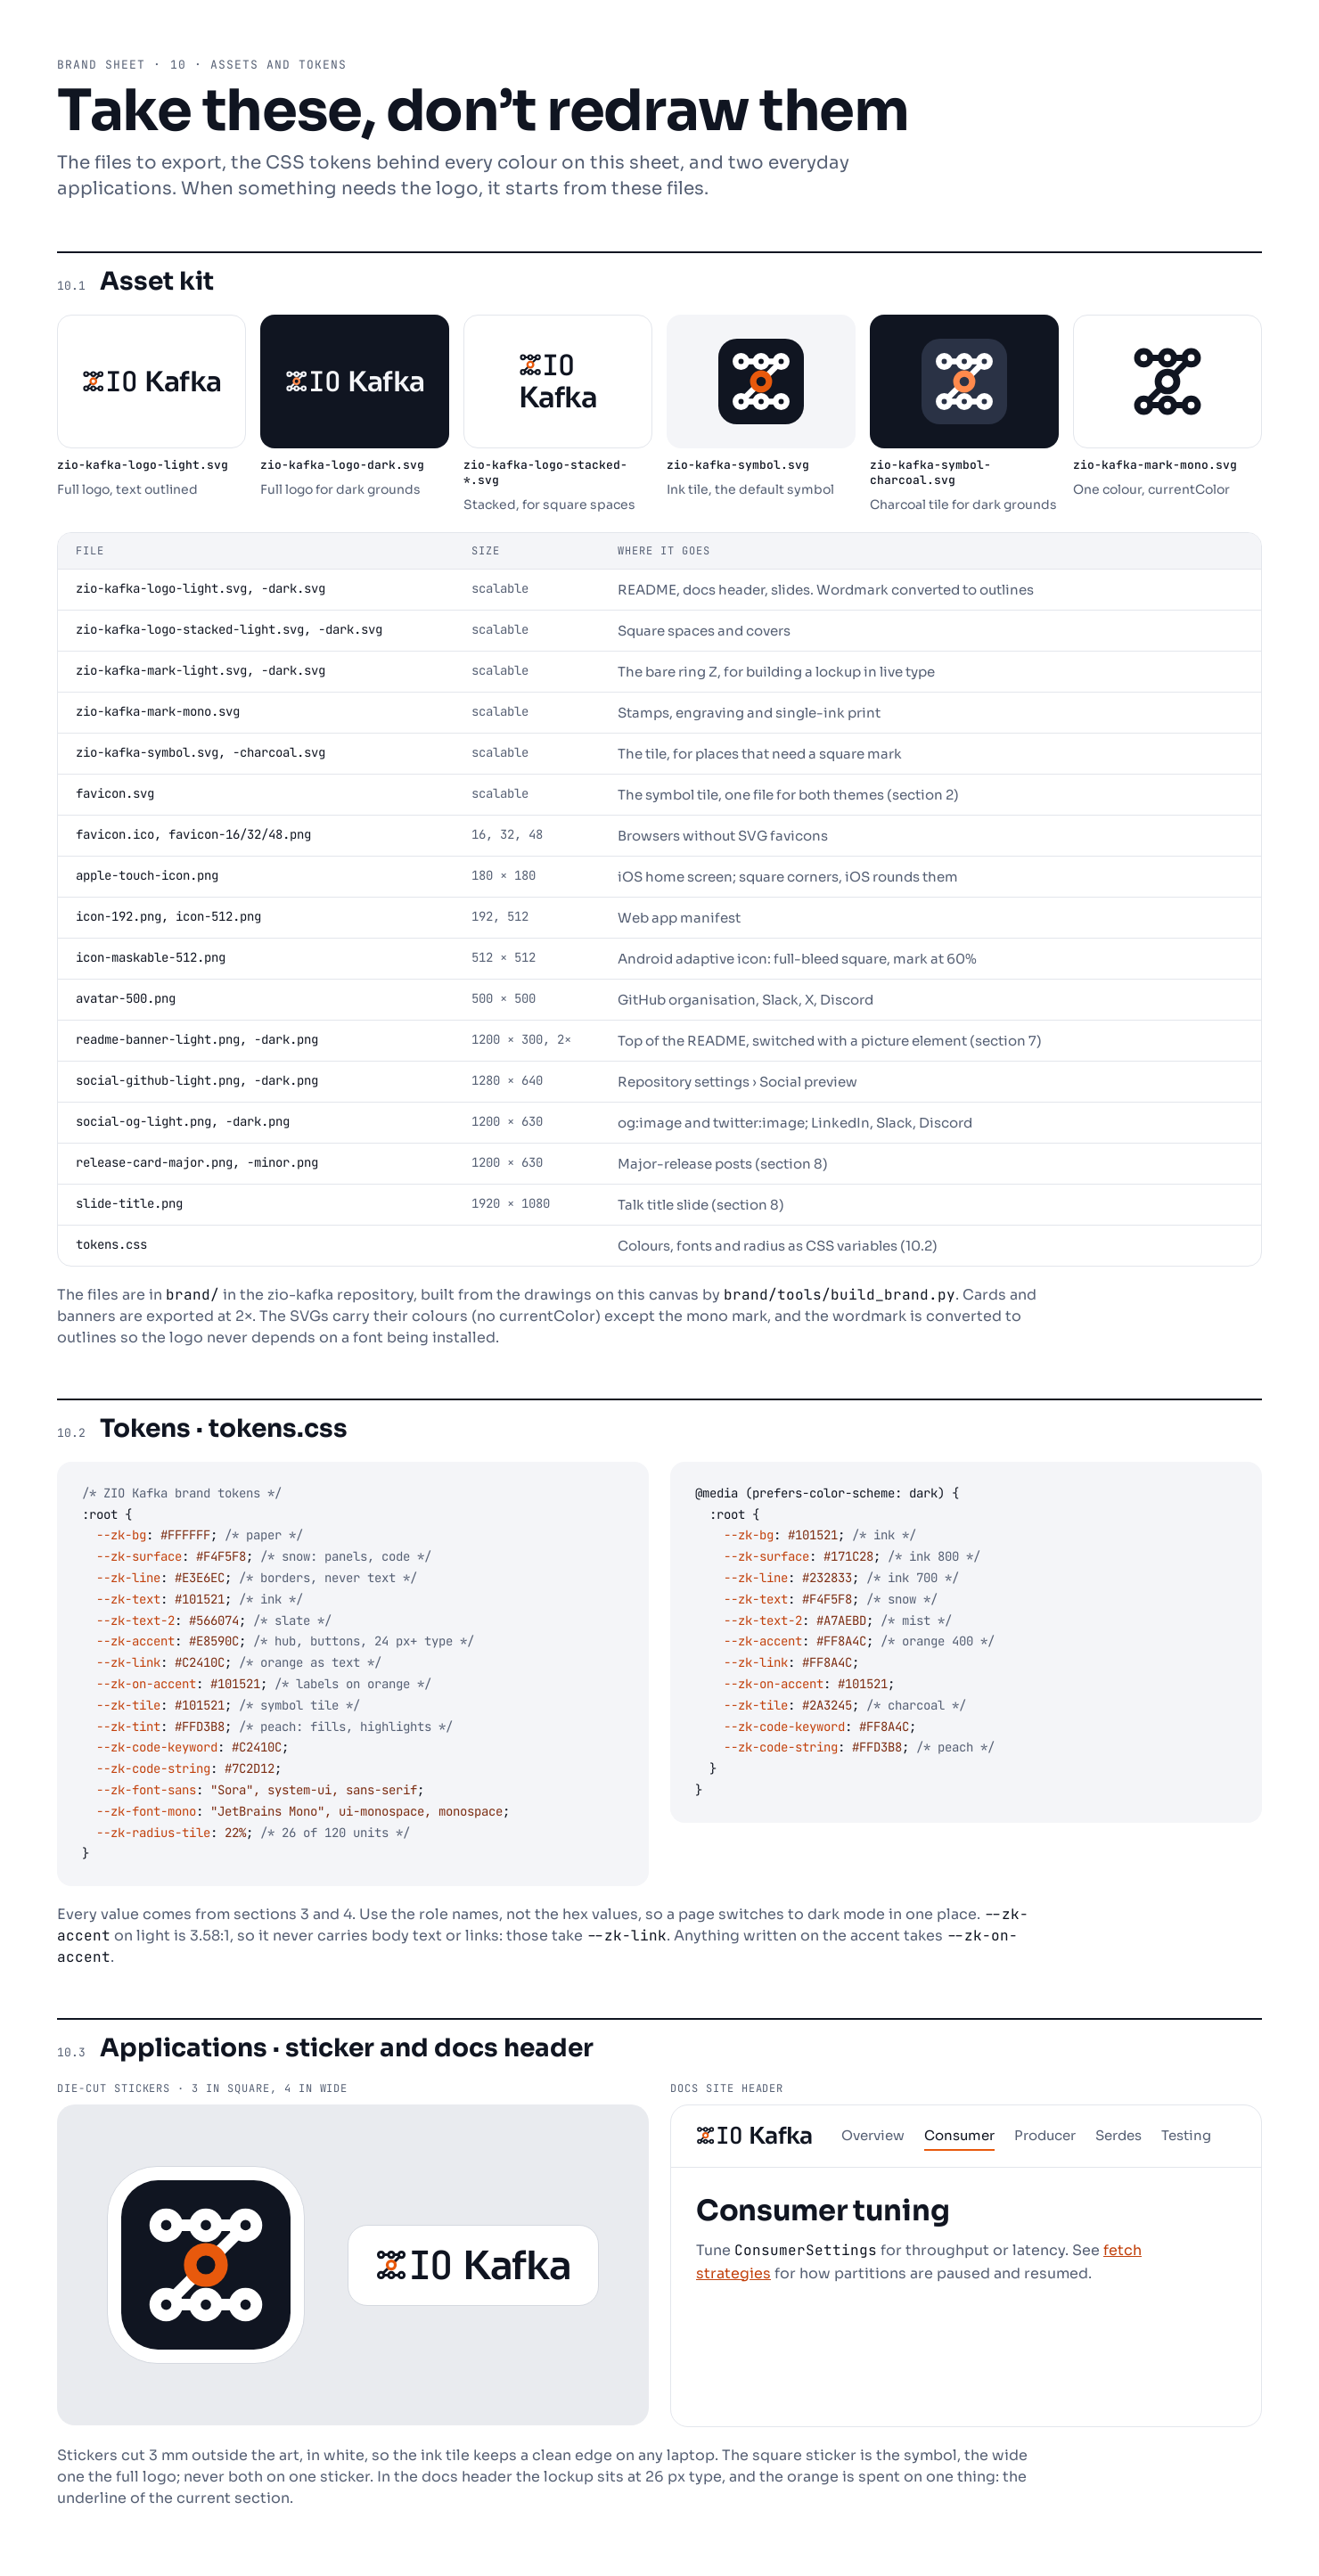 BRAND SHEET · 10 · ASSETS AND TOKENS
Take these, don’t redraw them
The files to export, the CSS tokens behind every colour on this sheet, and two everyday
applications. When something needs the logo, it starts from these files.
10.1 Asset kit
IO Kafka
IO Kafka
IO
Kafka
zio-kafka-logo-light.svg
Full logo, text outlined
zio-kafka-logo-dark.svg
Full logo for dark grounds
zio-kafka-logo-stacked-
*.svg
Stacked, for square spaces
zio-kafka-symbol.svg
Ink tile, the default symbol
zio-kafka-symbol-
charcoal.svg
Charcoal tile for dark grounds
zio-kafka-mark-mono.svg
One colour, currentColor
FILE SIZE WHERE IT GOES
zio-kafka-logo-light.svg, -dark.svg scalable README, docs header, slides. Wordmark converted to outlines
zio-kafka-logo-stacked-light.svg, -dark.svg scalable Square spaces and covers
zio-kafka-mark-light.svg, -dark.svg scalable The bare ring Z, for building a lockup in live type
zio-kafka-mark-mono.svg scalable Stamps, engraving and single-ink print
zio-kafka-symbol.svg, -charcoal.svg scalable The tile, for places that need a square mark
favicon.svg scalable The symbol tile, one file for both themes (section 2)
favicon.ico, favicon-16/32/48.png 16, 32, 48 Browsers without SVG favicons
apple-touch-icon.png 180 × 180 iOS home screen; square corners, iOS rounds them
icon-192.png, icon-512.png 192, 512 Web app manifest
icon-maskable-512.png 512 × 512 Android adaptive icon: full-bleed square, mark at 60%
avatar-500.png 500 × 500 GitHub organisation, Slack, X, Discord
readme-banner-light.png, -dark.png 1200 × 300, 2× Top of the README, switched with a picture element (section 7)
social-github-light.png, -dark.png 1280 × 640 Repository settings › Social preview
social-og-light.png, -dark.png 1200 × 630 og:image and twitter:image; LinkedIn, Slack, Discord
release-card-major.png, -minor.png 1200 × 630 Major-release posts (section 8)
slide-title.png 1920 × 1080 Talk title slide (section 8)
tokens.css Colours, fonts and radius as CSS variables (10.2)
The files are in brand/ in the zio-kafka repository, built from the drawings on this canvas by brand/tools/build_brand.py. Cards and
banners are exported at 2×. The SVGs carry their colours (no currentColor) except the mono mark, and the wordmark is converted to
outlines so the logo never depends on a font being installed.
10.2 Tokens · tokens.css
/* ZIO Kafka brand tokens */
:root {
--zk-bg: #FFFFFF; /* paper */
--zk-surface: #F4F5F8; /* snow: panels, code */
--zk-line: #E3E6EC; /* borders, never text */
--zk-text: #101521; /* ink */
--zk-text-2: #566074; /* slate */
--zk-accent: #E8590C; /* hub, buttons, 24 px+ type */
--zk-link: #C2410C; /* orange as text */
--zk-on-accent: #101521; /* labels on orange */
--zk-tile: #101521; /* symbol tile */
--zk-tint: #FFD3B8; /* peach: fills, highlights */
--zk-code-keyword: #C2410C;
--zk-code-string: #7C2D12;
--zk-font-sans: "Sora", system-ui, sans-serif;
--zk-font-mono: "JetBrains Mono", ui-monospace, monospace;
--zk-radius-tile: 22%; /* 26 of 120 units */
}
@media (prefers-color-scheme: dark) {
:root {
--zk-bg: #101521; /* ink */
--zk-surface: #171C28; /* ink 800 */
--zk-line: #232833; /* ink 700 */
--zk-text: #F4F5F8; /* snow */
--zk-text-2: #A7AEBD; /* mist */
--zk-accent: #FF8A4C; /* orange 400 */
--zk-link: #FF8A4C;
--zk-on-accent: #101521;
--zk-tile: #2A3245; /* charcoal */
--zk-code-keyword: #FF8A4C;
--zk-code-string: #FFD3B8; /* peach */
}
}
Every value comes from sections 3 and 4. Use the role names, not the hex values, so a page switches to dark mode in one place. --zk-
accent on light is 3.58:1, so it never carries body text or links: those take --zk-link. Anything written on the accent takes --zk-on-
accent.
10.3 Applications · sticker and docs header
DIE-CUT STICKERS · 3 IN SQUARE, 4 IN WIDE
IO Kafka
DOCS SITE HEADER
IO Kafka Overview Consumer Producer Serdes Testing
Consumer tuning
Tune ConsumerSettings for throughput or latency. See fetch
strategies for how partitions are paused and resumed.
Stickers cut 3 mm outside the art, in white, so the ink tile keeps a clean edge on any laptop. The square sticker is the symbol, the wide
one the full logo; never both on one sticker. In the docs header the lockup sits at 26 px type, and the orange is spent on one thing: the
underline of the current section.